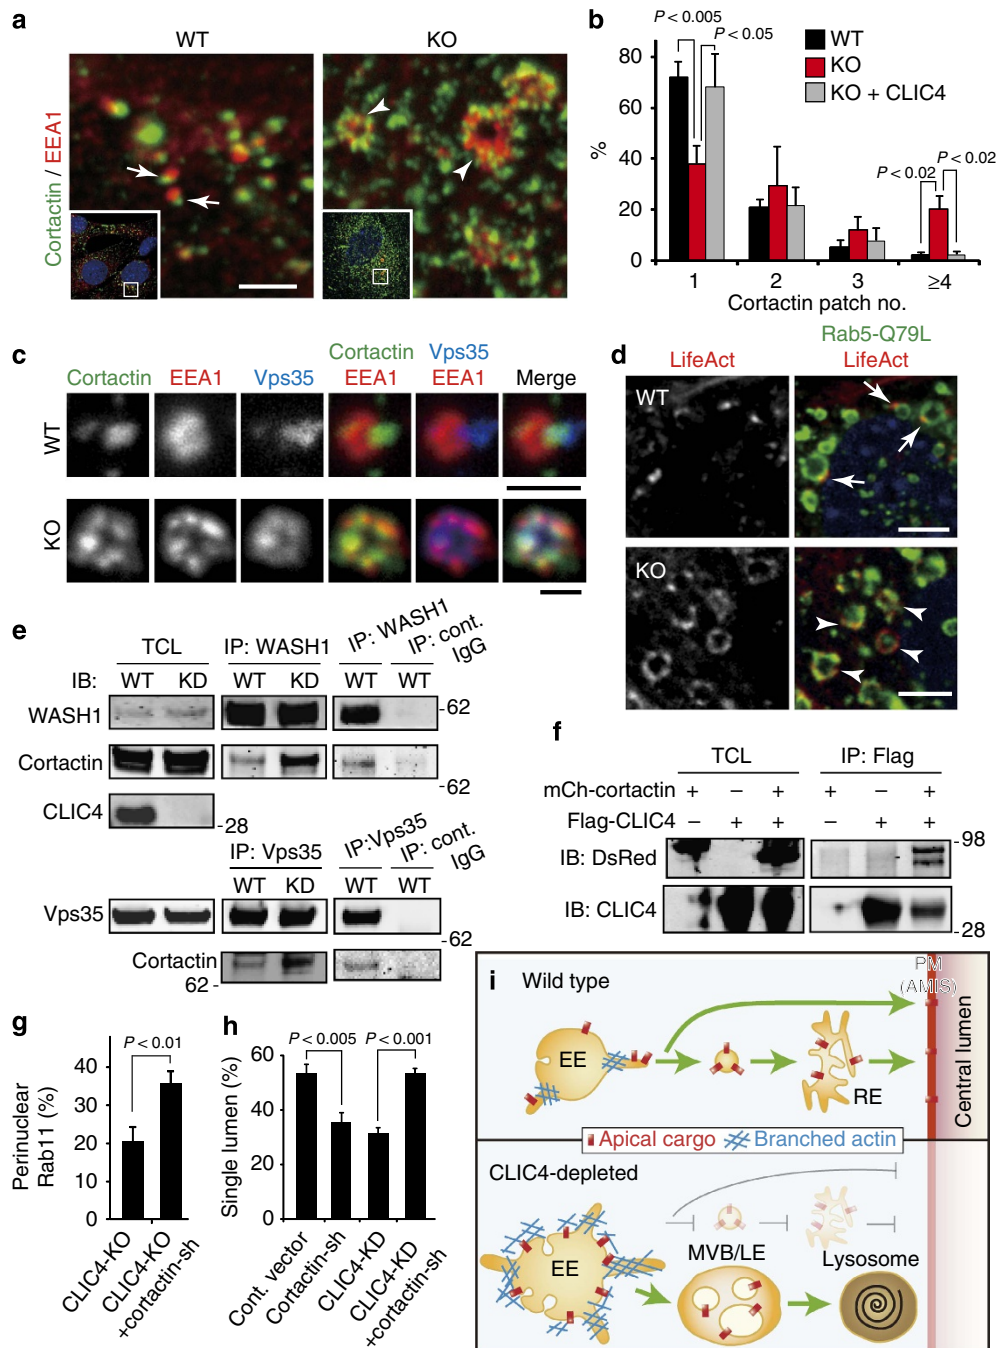 a
WT
KO
Cortactin / EEA1
b
P < 0.005
P < 0.05
WT
KO
KO + CLIC4
P < 0.02
P < 0.02
%
80
60
40
20
0
1 2 3 ≥4
Cortactin patch no.
c
Cortactin EEA1 Vps35 Cortactin EEA1 Vps35 EEA1 Merge
WT
KO
d
LifeAct
Rab5-Q79L
LifeAct
WT
KO
e
TCL IP: WASH1 IP: WASH1 IP: cont. IgG
IB: WT KD WT KD WT WT
WASH1 -62
Cortactin -62
CLIC4 -28
IP: Vps35 IP:Vps35 IP: cont. IgG
WT KD WT WT
Vps35 -62
Cortactin
62 -
f
TCL IP: Flag
mCh-cortactin + – + + – +
Flag-CLIC4 – + + – + +
IB: DsRed -98
IB: CLIC4 -28
g
P < 0.01
Perinuclear
Rab11 (%)
40
30
20
10
0
CLIC4-KO
CLIC4-KO
+cortactin-sh
h
P < 0.005 P < 0.001
Single lumen (%)
60
40
20
0
Cont. vector
Cortactin-sh
CLIC4-KD
CLIC4-KD
+cortactin-sh
i
Wild type
PM
(AMIS)
EE
RE
Central lumen
Apical cargo Branched actin
CLIC4-depleted
EE
MVB/LE
Lysosome